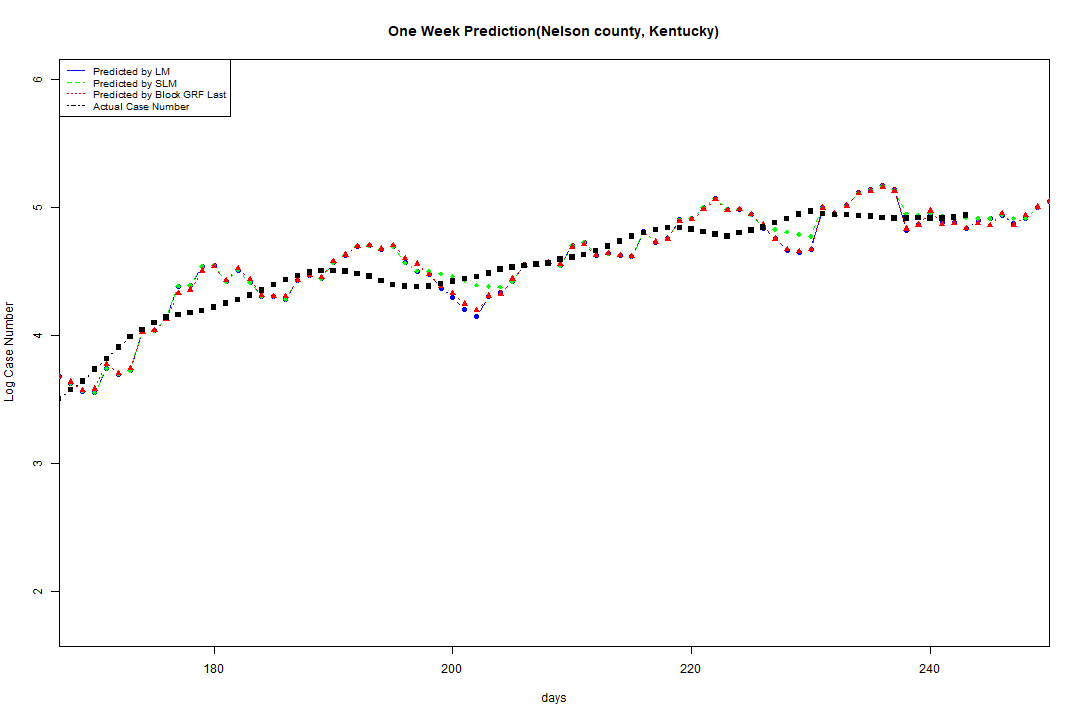 One Week Prediction(Nelson county, Kentucky)
Predicted by LM
Predicted by SLM
Predicted by Block GRF Last
Actual Case Number
6
5
4
3
2
Log Case Number
180
200
220
240
days